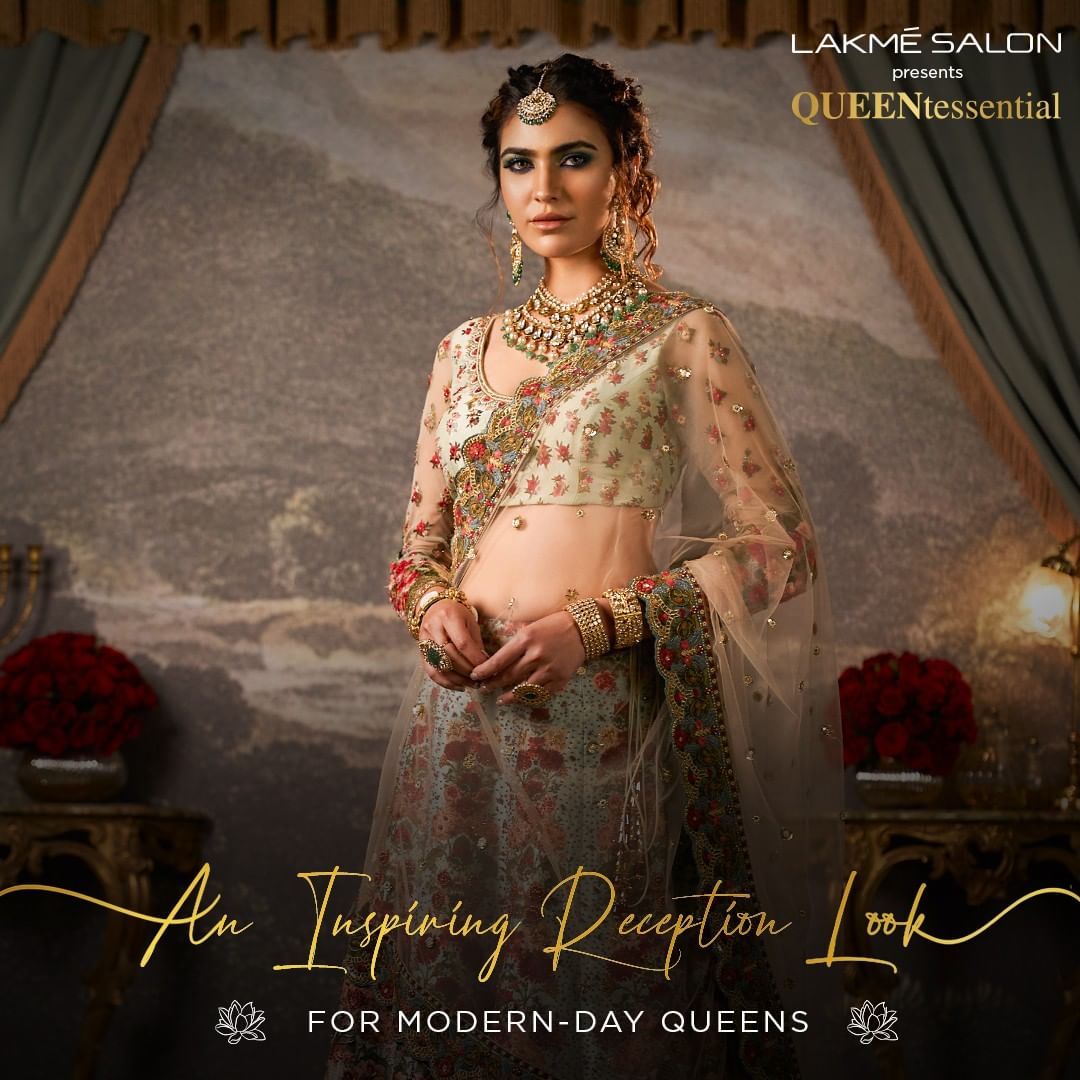 LAKMÉ SALON
presents
QUEENtessential
An Inspiring Reception Look
FOR MODERN-DAY QUEENS